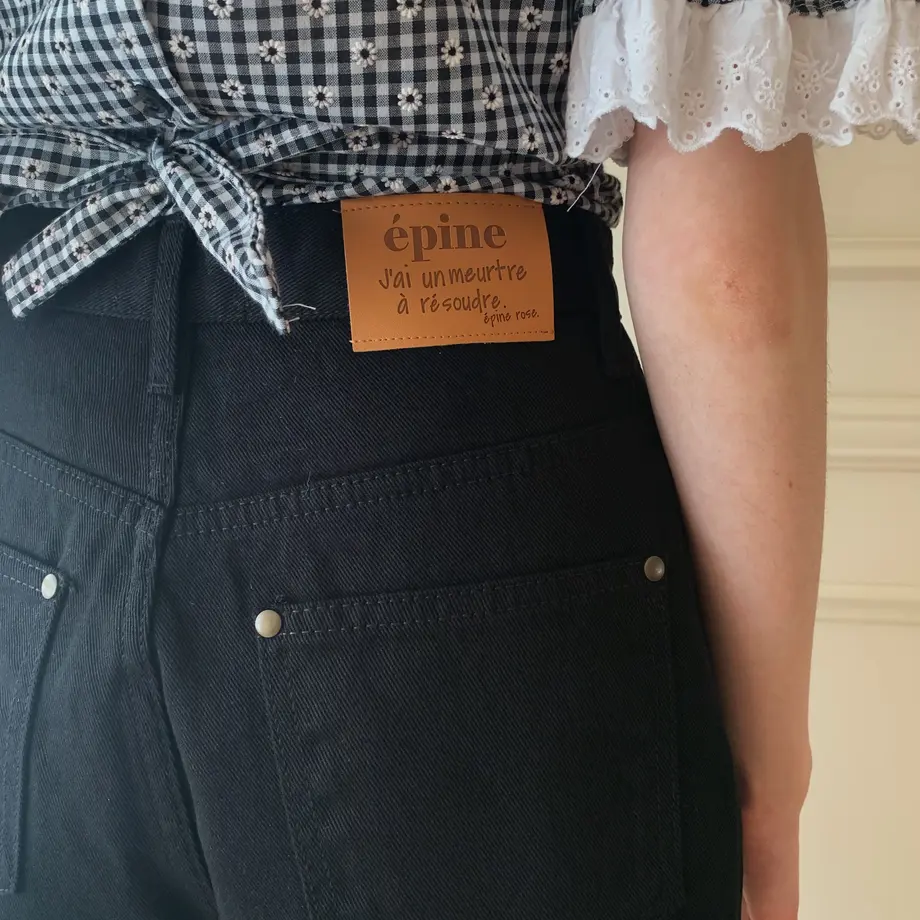 épine
J'ai un meurtre
à résoudre.
épine rose.